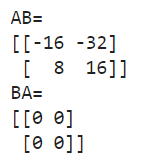 AB=
[[-16 -32]
 [  8  16]]
BA=
[[0 0]
 [0 0]]